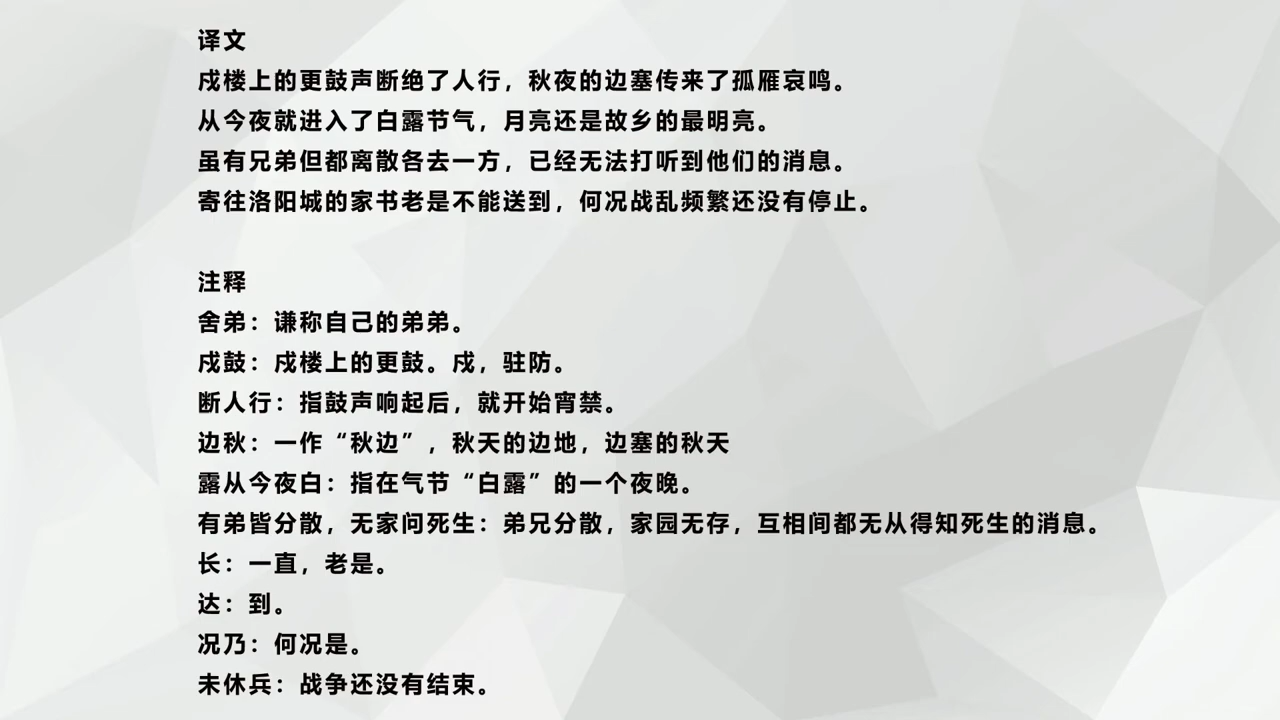 译文
戍楼上的更鼓声断绝了人行，秋夜的边塞传来了孤雁哀鸣。
从今夜就进入了白露节气，月亮还是故乡的最明亮。
虽有兄弟但都离散各去一方，已经无法打听到他们的消息。
寄往洛阳城的家书老是不能送到，何况战乱频繁还没有停止。
注释
舍弟：谦称自己的弟弟。
戍鼓：戍楼上的更鼓。戍，驻防。
断人行：指鼓声响起后，就开始宵禁。
边秋：一作“秋边”，秋天的边地，边塞的秋天
露从今夜白：指在气节“白露”的一个夜晚。
有弟皆分散，无家问死生：弟兄分散，家园无存，互相间都无从得知死生的消息。
长：一直，老是。
达：到。
况乃：何况是。
未休兵：战争还没有结束。